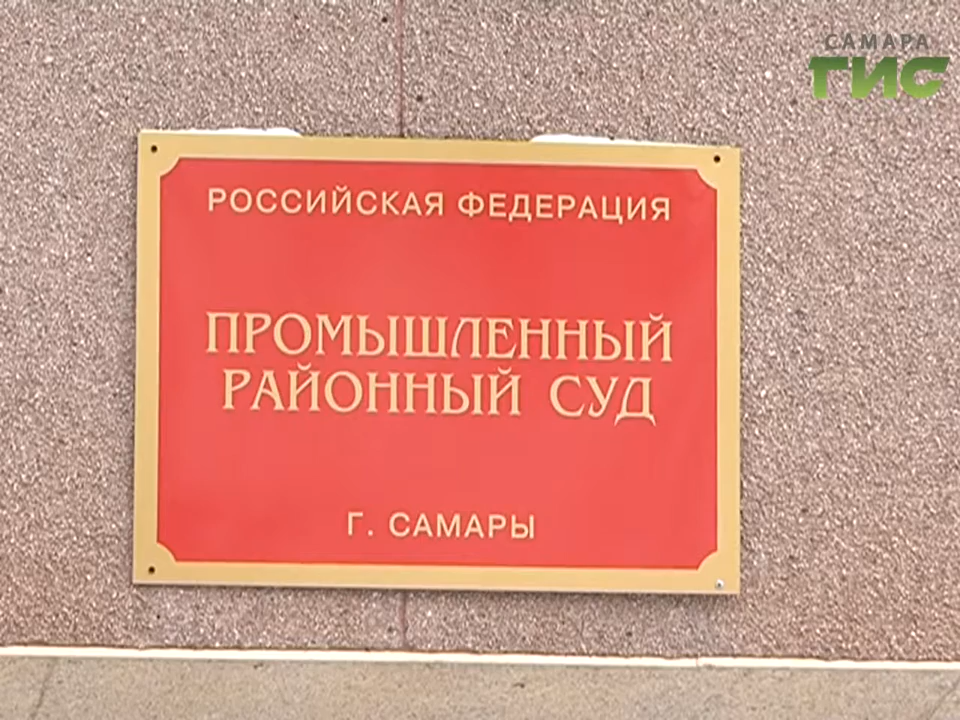 САМАРА
ГИС
РОССИЙСКАЯ ФЕДЕРАЦИЯ
ПРОМЫШЛЕННЫЙ
РАЙОННЫЙ СУД
Г. САМАРЫ